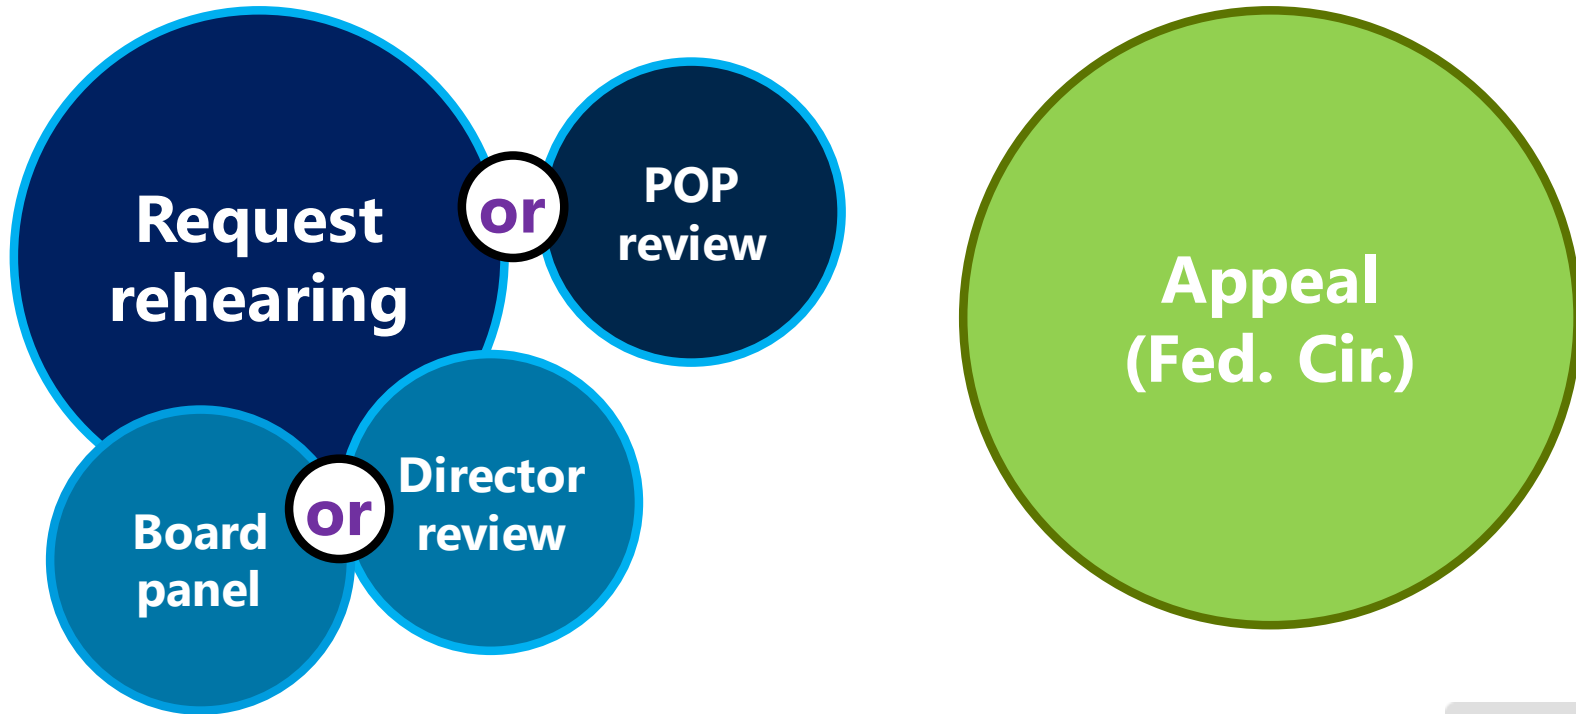 Request
rehearing
or
POP
review
Board
panel
or
Director
review
Appeal
(Fed. Cir.)